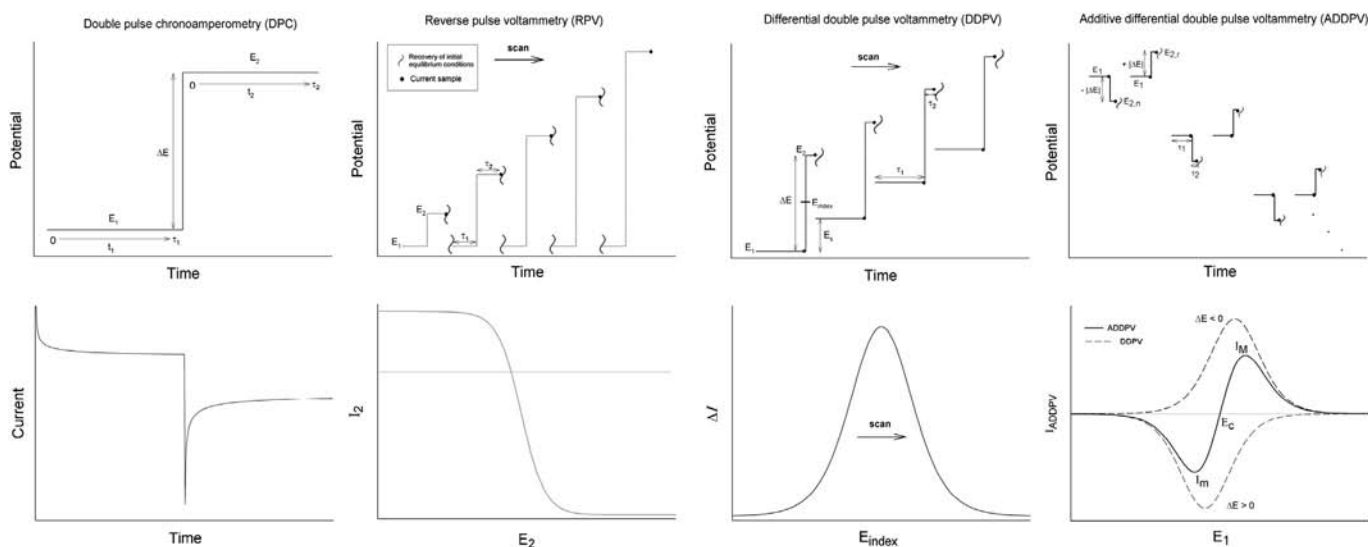 Double pulse chronoamperometry (DPC)
Potential
E2
0
t2
τ2
ΔE
E1
0
t1
τ1
Time
Reverse pulse voltammetry (RPV)
Potential
Recovery of initial
equilibrium conditions
Current sample
scan
τ2
E2
E1
τ1
Time
Differential double pulse voltammetry (DDPV)
Potential
scan
τ2
E2
τ1
ΔE
Eindex
Es
E1
Time
Additive differential double pulse voltammetry (ADDPV)
Potential
E2,r
+ |ΔE|
E1
E1
- |ΔE|
E2,n
τ1
τ2
Time
Current
Time
I2
E2
ΔI
scan
Eindex
IADDPV
ADDPV
DDPV
ΔE < 0
IM
Ec
Im
ΔE > 0
E1